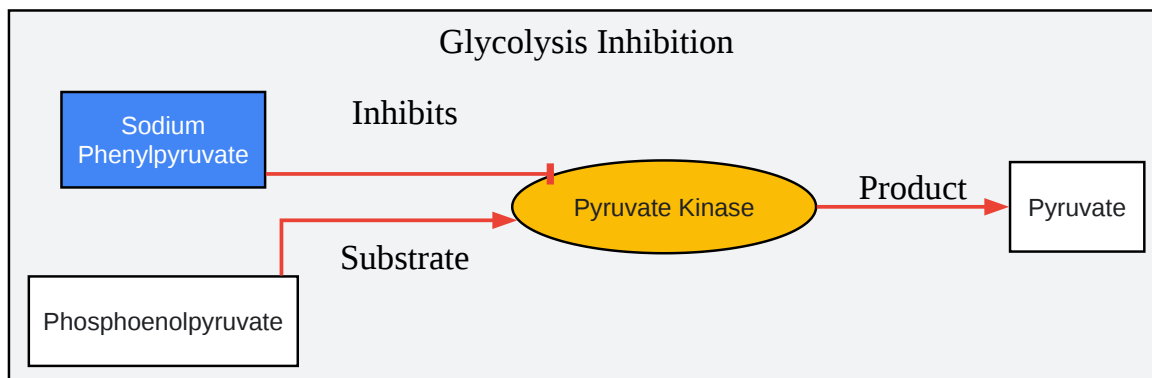 Glycolysis Inhibition
Sodium
Phenylpyruvate
Inhibits
Pyruvate Kinase
Product
Pyruvate
Substrate
Phosphoenolpyruvate